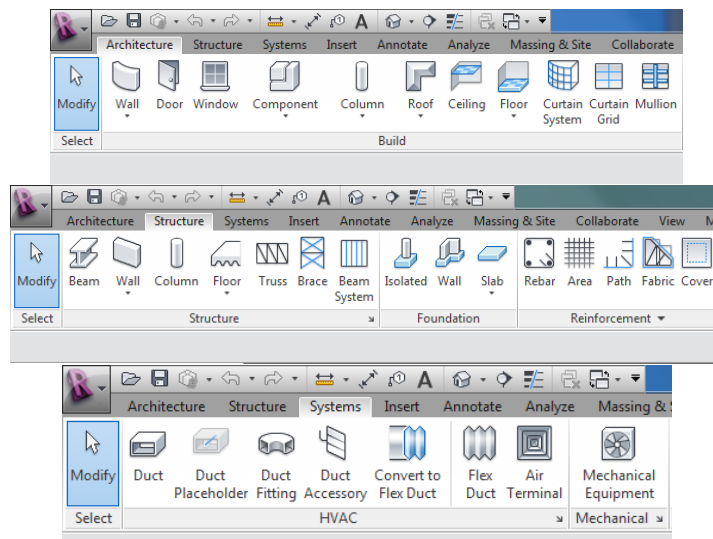 Architecture Structure Systems Insert Annotate Analyze Massing & Site Collaborate
Modify Wall Door Window Component Column Roof Ceiling Floor Curtain System Curtain Grid Mullion
Select Build
Architecture Structure Systems Insert Annotate Analyze Massing & Site Collaborate View M
Modify Beam Wall Column Floor Truss Brace Beam System Isolated Wall Slab Rebar Area Path Fabric Cover
Select Structure Foundation Reinforcement
Architecture Structure Systems Insert Annotate Analyze Massing &
Modify Duct Duct Placeholder Duct Fitting Duct Accessory Convert to Flex Duct Flex Duct Air Terminal Mechanical Equipment
Select HVAC Mechanical